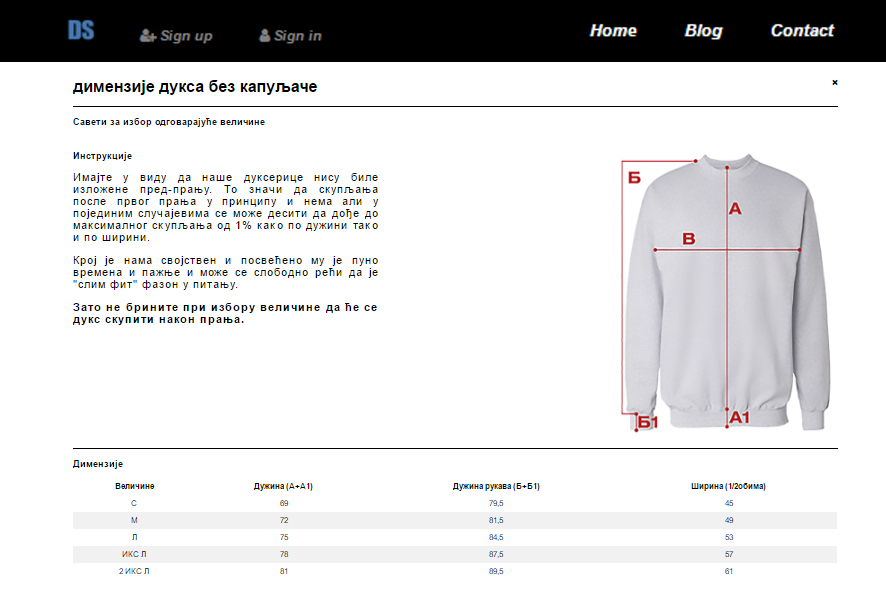 DS Sign up Sign in Home Blog Contact
димензије дукса без капуљаче ×
Савети за избор одговарајуће величине
Инструкције
Имајте у виду да наше дуксерице нису биле
изложене пред-прању. То значи да скупљања
после првог прања у принципу и нема али у
појединим случајевима се може десити да дође до
максималног скупљања од 1% како по дужини тако
и по ширини.
Крој је нама својствен и посвећено му је пуно
времена и пажње и може се слободно рећи да је
"слим фит" фазон у питању.
Зато не брините при избору величине да ће се
дукс скупити након прања.
Б
А
В
А1
Б1
Димензије
Величине Дужина (А+А1) Дужина рукава (Б+Б1) Ширина (1/2обима)
С 69 79,5 45
М 72 81,5 49
Л 75 84,5 53
ИКС Л 78 87,5 57
2 ИКС Л 81 89,5 61